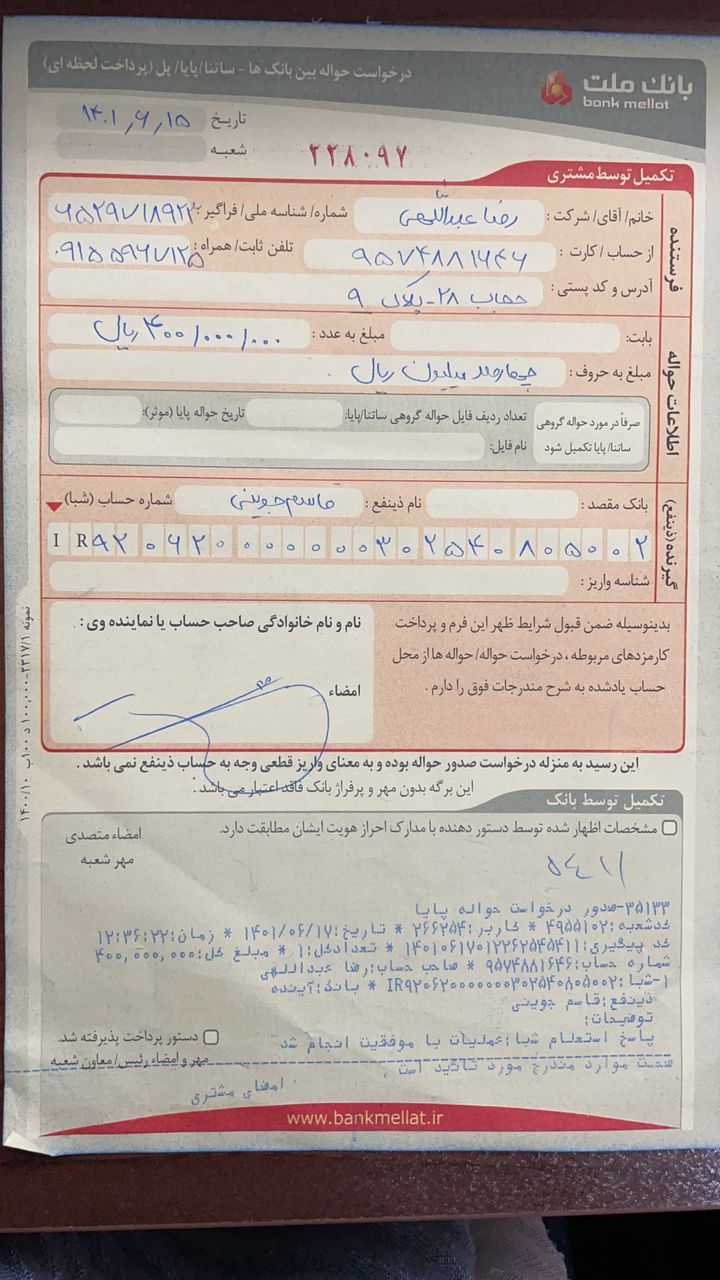 درخواست حواله بین بانک ها - ساتنا/پایا/ پل (پرداخت لحظه ای)
بانک ملت
bank mellat
تاریخ ۱۴۰۱٫۶٫۱۵
شعبه :
۲۲۸۰۹۷
تکمیل توسط مشتری
فرستنده
خانم/ آقای/ شرکت : رضا عبداللهی شماره/ شناسه ملی/ فراگیر :
از حساب / کارت : ۹۵۷۴۸۸۱۶۴۶ تلفن ثابت/ همراه : ۰۹۱۵۵۹۶۷۱۲۵
آدرس و کد پستی : حجاب ۲۸-پلاک ۹
اطلاعات حواله
بابت: مبلغ به عدد : ۴۰۰/۰۰۰/۰۰۰ ریال
مبلغ به حروف : چهارصد میلیون ریال .
صرفاً در مورد حواله گروهی ساتنا/ پایا تکمیل شود
تعداد ردیف فایل حواله گروهی ساتنا/پایا: تاریخ حواله پایا (موثر):
نام فایل:
گیرنده (ذینفع)
بانک مقصد : نام ذینفع : قاسم جوینی شماره حساب (شبا)
I R ۹۲ ۰۶۲۰ ۰۰۰۰ ۰۰۰۳ ۰۲۵۴ ۰۸۰۵ ۰۰۲
شناسه واریز :
بدینوسیله ضمن قبول شرایط ظهر این فرم و پرداخت
کارمزدهای مربوطه ، درخواست حواله/ حواله ها از محل
حساب یادشده به شرح مندرجات فوق را دارم .
نام و نام خانوادگی صاحب حساب یا نماینده وی :
امضاء
این رسید به منزله درخواست صدور حواله بوده و به معنای واریز قطعی وجه به حساب ذینفع نمی باشد .
این برگه بدون مهر و پرفراژ بانک فاقد اعتبار می باشد .
تکمیل توسط بانک
مشخصات اظهار شده توسط دستور دهنده با مدارک احراز هویت ایشان مطابقت دارد.
امضاء متصدی
مهر شعبه
۳۵۱۳۳-صدور درخواست حواله پایا
کدشعبه:۴۹۵۵۱۰۲ * کاربر:۲۶۶۲۵۴ * تاریخ:۱۴۰۱/۰۶/۱۷ * زمان:۱۲:۳۶:۲۲
کد پیگیری:۱۴۰۱۰۶۱۷۰۱۲۲۶۲۵۴۵۴۱۱ * تعدادکل:۱ * مبلغ کل:۴۰۰,۰۰۰,۰۰۰
شماره حساب:۹۵۷۴۸۸۱۶۴۶ * صاحب حساب:رضا عبداللهی
۱-شبا:IR۹۲۰۶۲۰۰۰۰۰۰۰۰۳۰۲۵۴۰۸۰۵۰۰۲ * بانک:آینده
ذینفع:قاسم جوینی
توضیحات:
پاسخ استعلام شبا:عملیات با موفقیت انجام شد
صحت موارد مندرج مورد تائید است .
امضای مشتری
دستور پرداخت پذیرفته شد.
مهر و امضاء رئیس/ معاون شعبه
www.bankmellat.ir